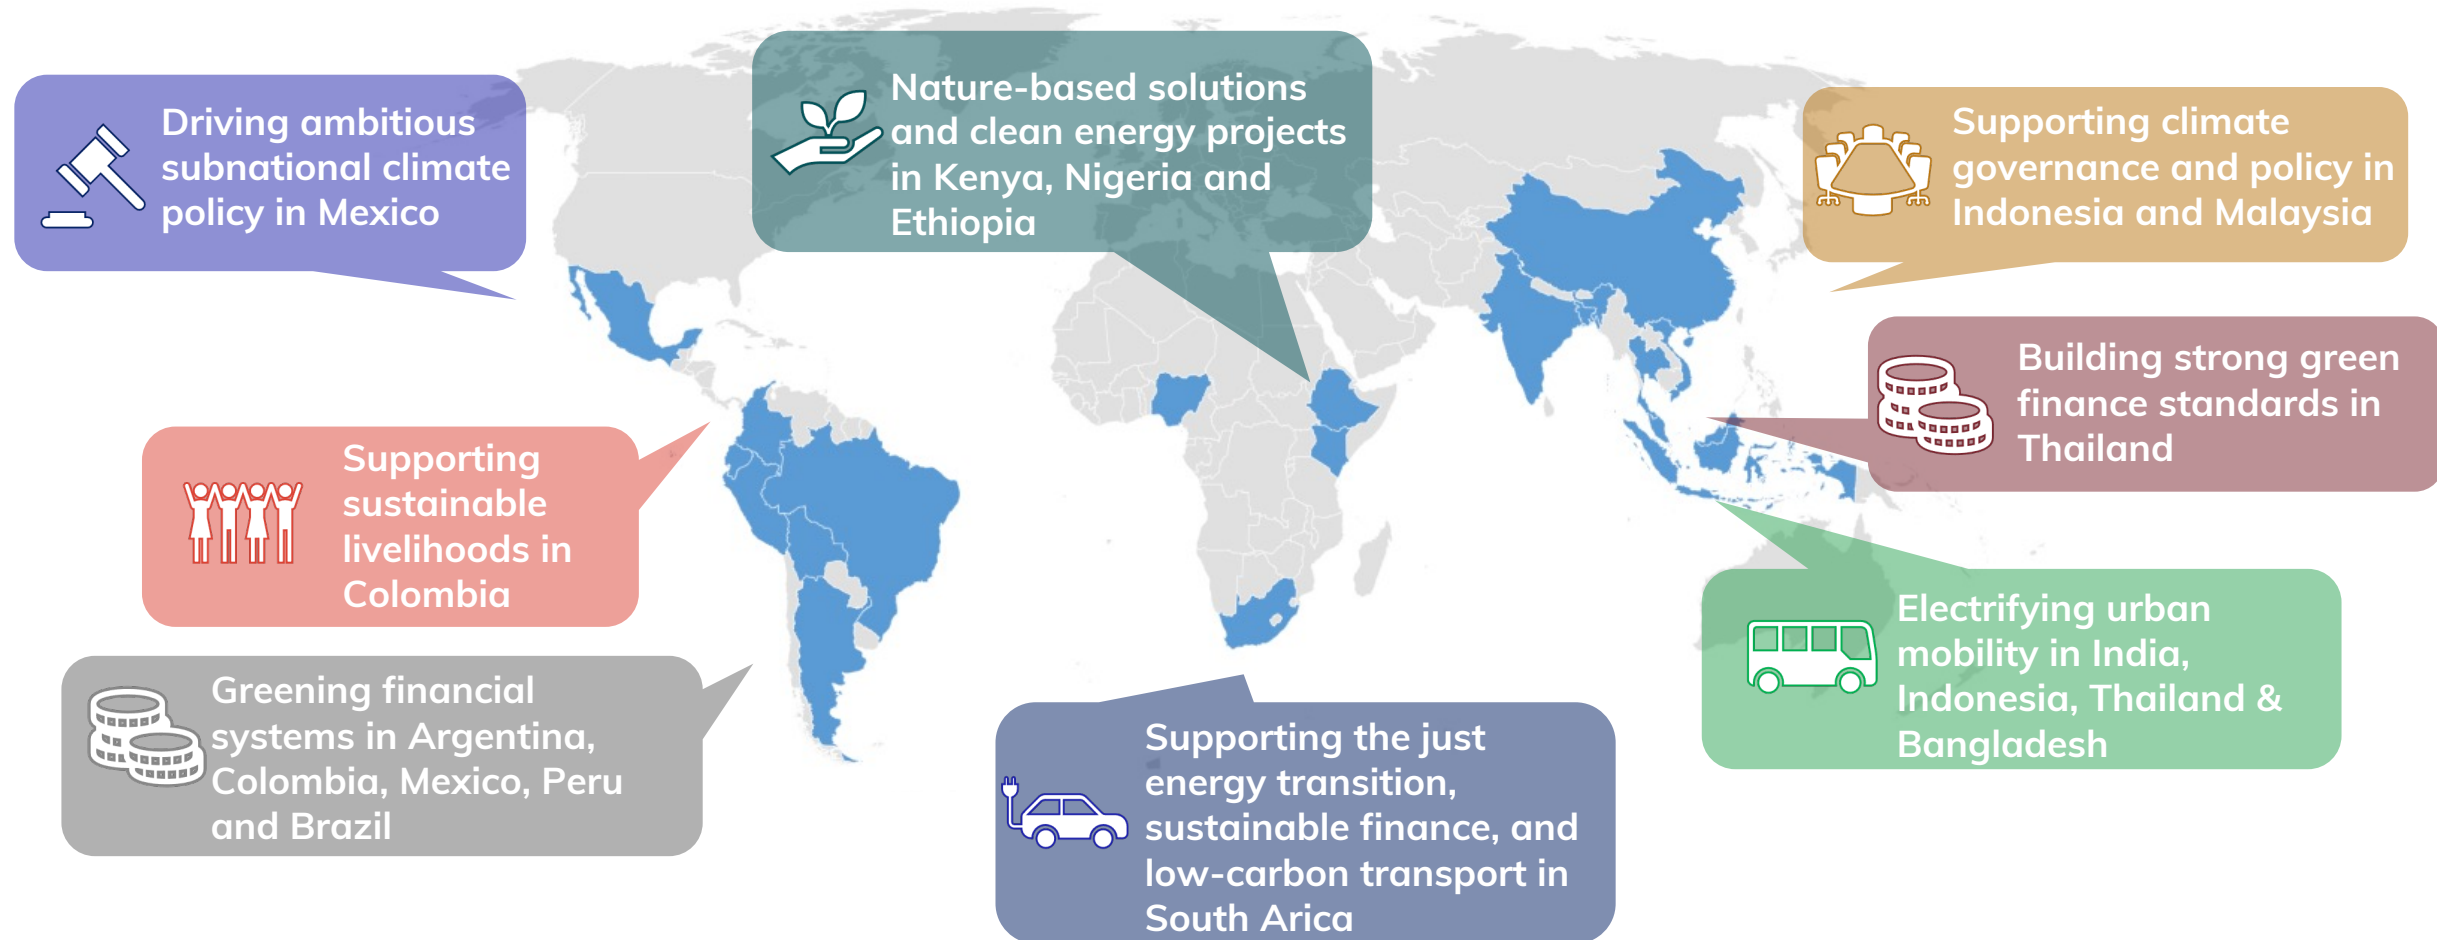 Driving ambitious
subnational climate
policy in Mexico
Nature-based solutions
and clean energy projects
in Kenya, Nigeria and
Ethiopia
Supporting climate
governance and policy in
Indonesia and Malaysia
Building strong green
finance standards in
Thailand
Supporting
sustainable
livelihoods in
Colombia
Electrifying urban
mobility in India,
Indonesia, Thailand &
Bangladesh
Greening financial
systems in Argentina,
Colombia, Mexico, Peru
and Brazil
Supporting the just
energy transition,
sustainable finance, and
low-carbon transport in
South Arica